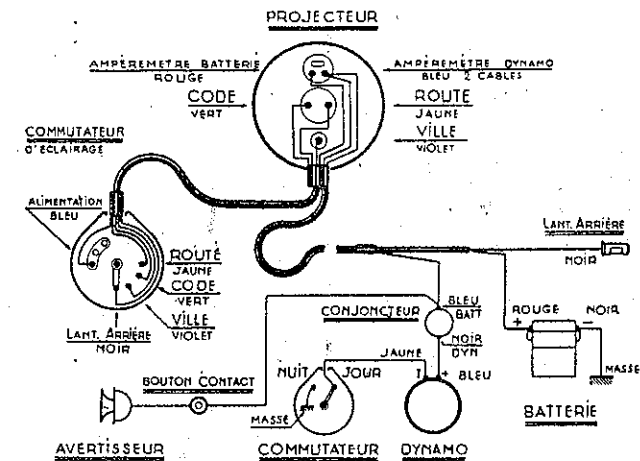 PROJECTEUR
AMPÈREMETRE BATTERIE
ROUGE
AMPÈREMÈTRE DYNAMO
BLEU 2 CABLES
CODE
VERT
ROUTE
JAUNE
VILLE
VIOLET
COMMUTATEUR
D'ECLAIRAGE
ALIMENTATION
BLEU
ROUTE
JAUNE
CODE
VERT
VILLE
VIOLET
LANT. ARRIÈRE
NOIR
LANT. ARRIÈRE
NOIR
CONJONCTEUR
BLEU
BATT
NOIR
DYN
ROUGE
+
NOIR
-
MASSE
BATTERIE
BOUTON CONTACT
NUIT
JOUR
JAUNE
+
BLEU
MASSE
AVERTISSEUR
COMMUTATEUR
DYNAMO